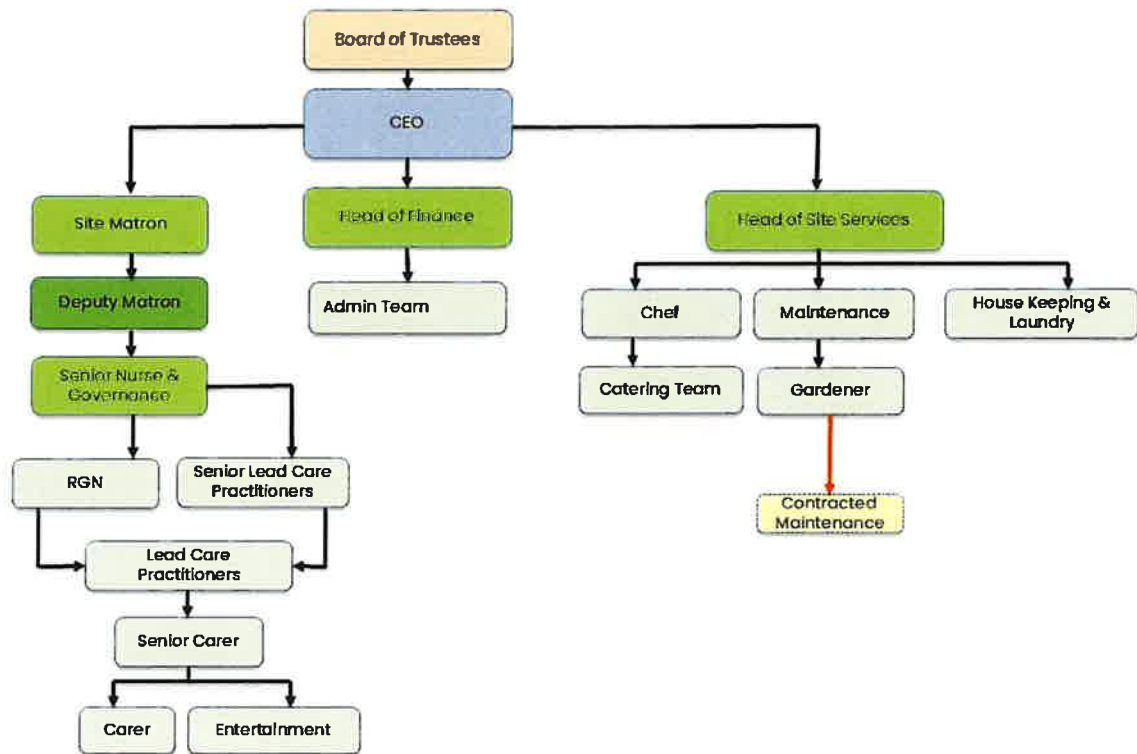 Board of Trustees
CEO
Site Matron
Head of Finance
Head of Site Services
Deputy Matron
Admin Team
Chef
Maintenance
House Keeping &
Laundry
Senior Nurse &
Governance
Catering Team
Gardener
RGN
Senior Lead Care
Practitioners
Contracted
Maintenance
Lead Care
Practitioners
Senior Carer
Carer
Entertainment